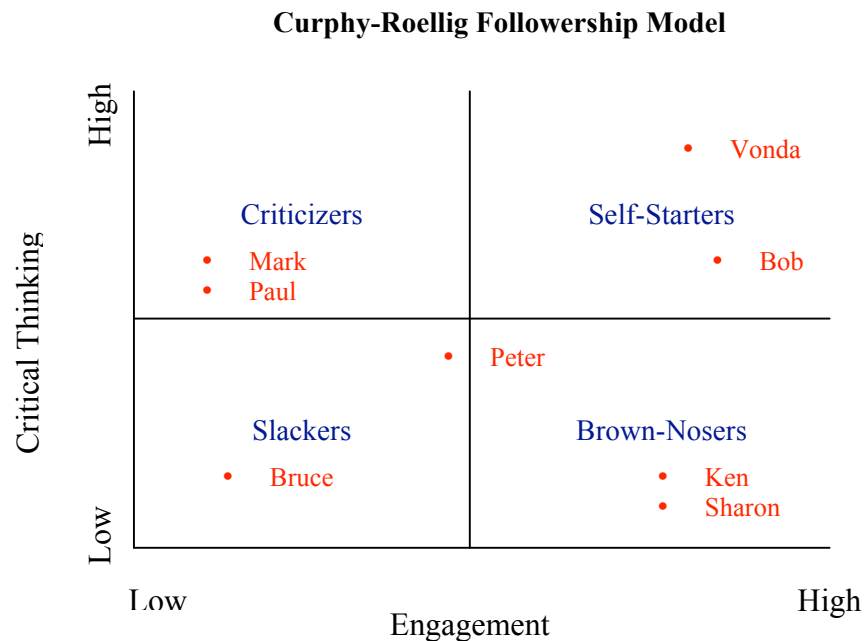 Curphy-Roellig Followership Model
High
Vonda
Criticizers
Self-Starters
Mark
Bob
Paul
Critical Thinking
Peter
Slackers
Brown-Nosers
Bruce
Ken
Sharon
Low
Low
High
Engagement